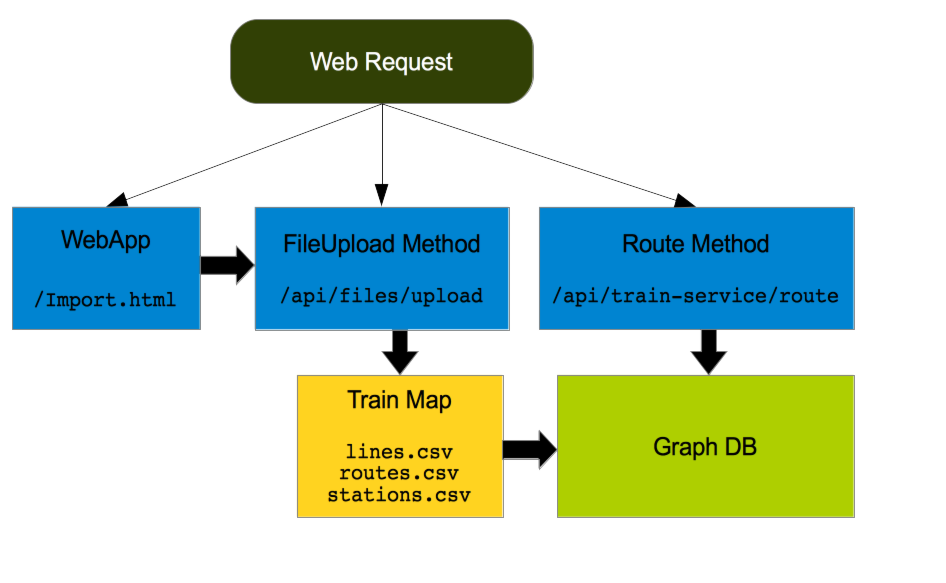 Web Request
WebApp
/Import.html
FileUpload Method
/api/files/upload
Route Method
/api/train-service/route
Train Map
lines.csv
routes.csv
stations.csv
Graph DB